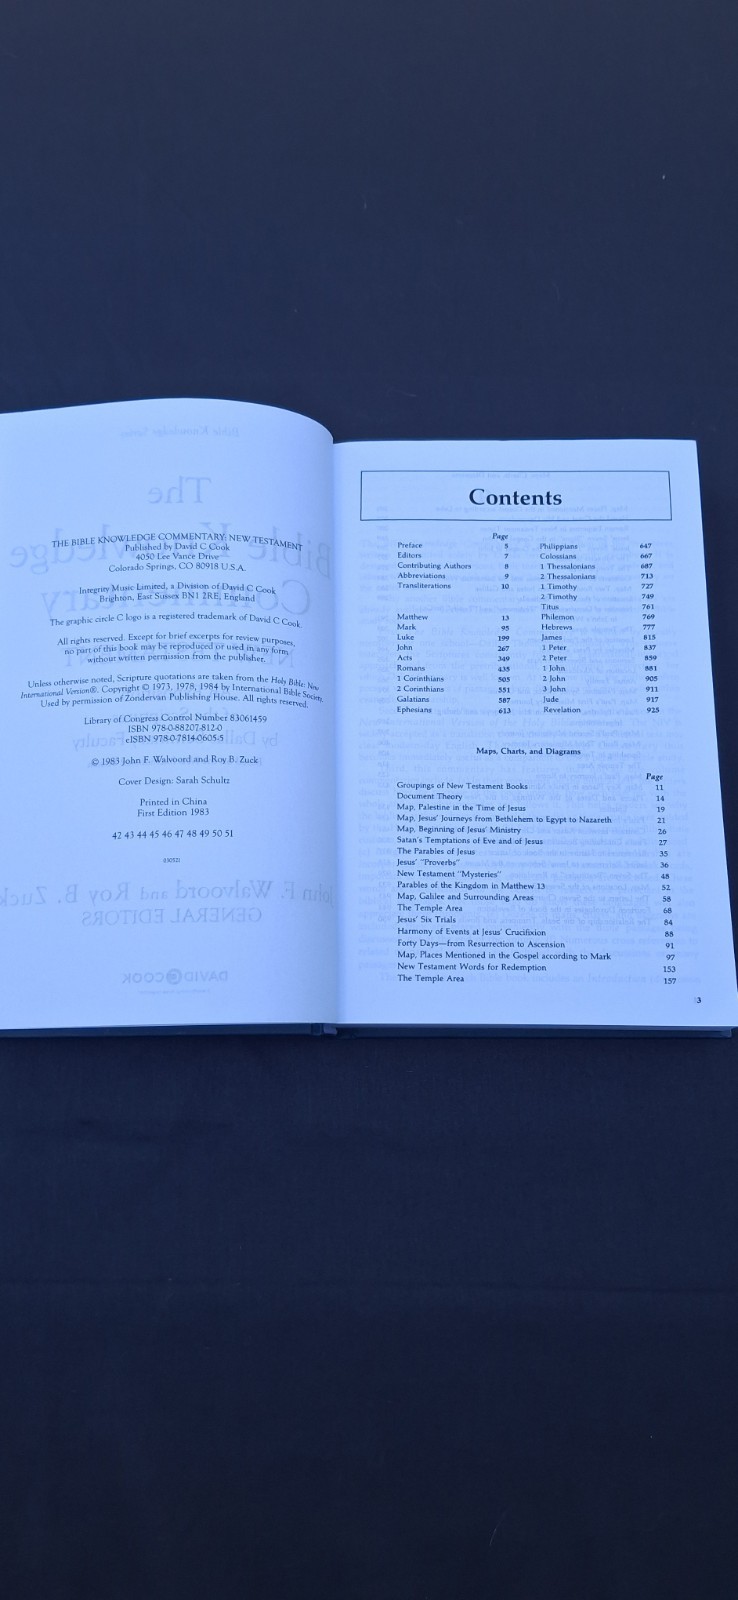 THE BIBLE KNOWLEDGE COMMENTARY: NEW TESTAMENT
Published by David C Cook
4050 Lee Vance Drive
Colorado Springs, CO 80918 U.S.A.
Integrity Music Limited, a Division of David C Cook
Brighton, East Sussex BN1 2RE, England
The graphic circle C logo is a registered trademark of David C Cook.
All rights reserved. Except for brief excerpts for review purposes,
no part of this book may be reproduced or used in any form
without written permission from the publisher.
Unless otherwise noted, Scripture quotations are taken from the Holy Bible: New
International Version®. Copyright © 1973, 1978, 1984 by International Bible Society.
Used by permission of Zondervan Publishing House. All rights reserved.
Library of Congress Control Number 83061459
ISBN 978-0-88207-812-0
eISBN 978-0-7814-0605-5
© 1983 John F. Walvoord and Roy B. Zuck
Cover Design: Sarah Schultz
Printed in China
First Edition 1983
42 43 44 45 46 47 48 49 50 51
Contents
Page
Preface 5
Editors 7
Contributing Authors 8
Abbreviations 9
Transliterations 10
Matthew 13
Mark 95
Luke 199
John 267
Acts 349
Romans 435
1 Corinthians 505
2 Corinthians 551
Galatians 587
Ephesians 613
Philippians 647
Colossians 667
1 Thessalonians 687
2 Thessalonians 713
1 Timothy 727
2 Timothy 749
Titus 761
Philemon 769
Hebrews 777
James 815
1 Peter 837
2 Peter 859
1 John 881
2 John 905
3 John 911
Jude 917
Revelation 925
Maps, Charts, and Diagrams
Page
Groupings of New Testament Books 11
Document Theory 14
Map, Palestine in the Time of Jesus 19
Map, Jesus' Journeys from Bethlehem to Egypt to Nazareth 21
Map, Beginning of Jesus' Ministry 26
Satan's Temptations of Eve and of Jesus 27
The Parables of Jesus 35
Jesus' "Proverbs" 36
New Testament "Mysteries" 48
Parables of the Kingdom in Matthew 13 52
Map, Galilee and Surrounding Areas 58
The Temple Area 68
Jesus' Six Trials 84
Harmony of Events at Jesus' Crucifixion 88
Forty Days—from Resurrection to Ascension 91
Map, Places Mentioned in the Gospel according to Mark 97
New Testament Words for Redemption 153
The Temple Area 157
3